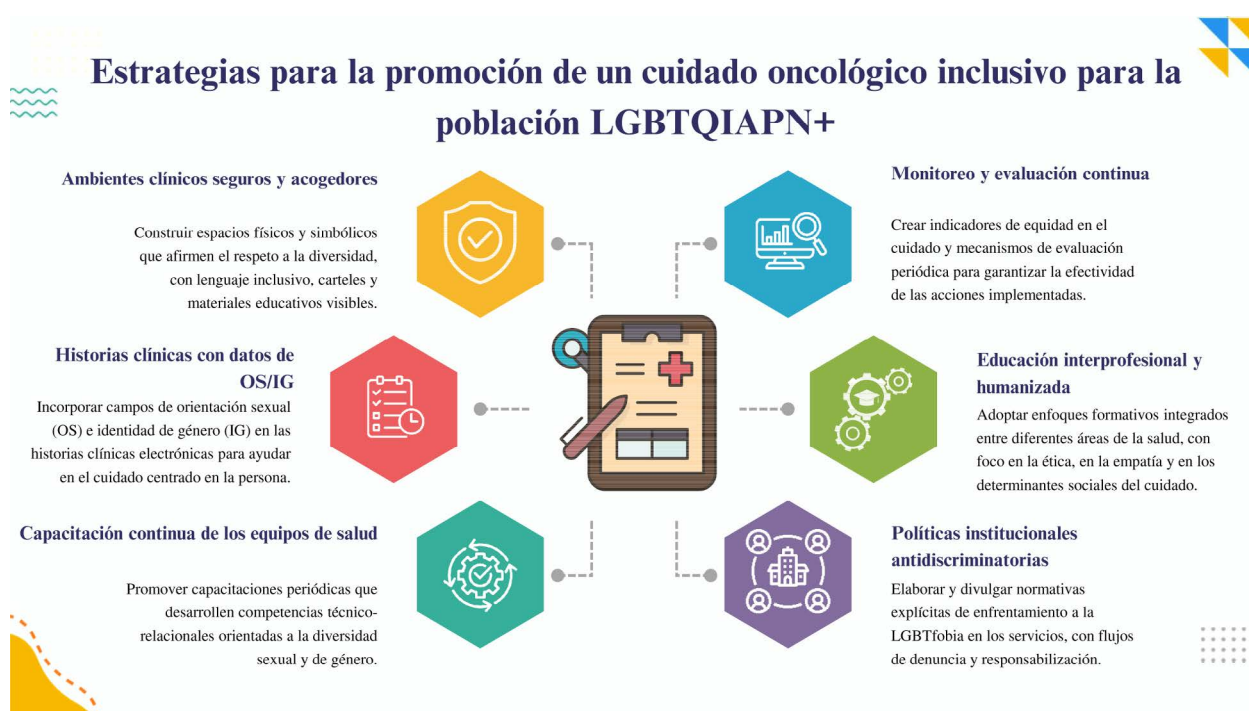 Estrategias para la promoción de un cuidado oncológico inclusivo para la
población LGBTQIAPN+
Ambientes clínicos seguros y acogedores
Construir espacios físicos y simbólicos
que afirmen el respeto a la diversidad,
con lenguaje inclusivo, carteles y
materiales educativos visibles.
Historias clínicas con datos de
OS/IG
Incorporar campos de orientación sexual
(OS) e identidad de género (IG) en las
historias clínicas electrónicas para ayudar
en el cuidado centrado en la persona.
Capacitación continua de los equipos de salud
Promover capacitaciones periódicas que
desarrollen competencias técnico-
relacionales orientadas a la diversidad
sexual y de género.
Monitoreo y evaluación continua
Crear indicadores de equidad en el
cuidado y mecanismos de evaluación
periódica para garantizar la efectividad
de las acciones implementadas.
Educación interprofesional y
humanizada
Adoptar enfoques formativos integrados
entre diferentes áreas de la salud, con
foco en la ética, en la empatía y en los
determinantes sociales del cuidado.
Políticas institucionales
antidiscriminatorias
Elaborar y divulgar normativas
explícitas de enfrentamiento a la
LGBTfobia en los servicios, con flujos
de denuncia y responsabilización.